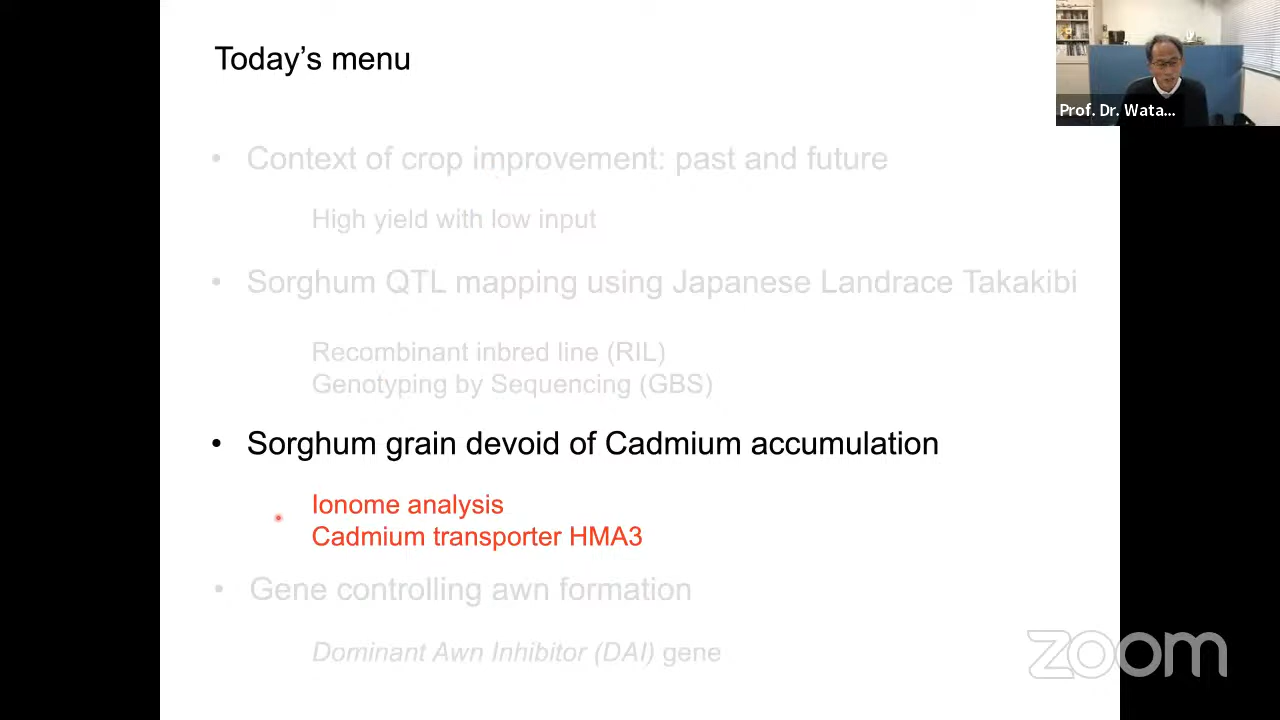 Today's menu
Prof. Dr. Wata...
• Context of crop improvement: past and future
High yield with low input
• Sorghum QTL mapping using Japanese Landrace Takakibi
Recombinant inbred line (RIL)
Genotyping by Sequencing (GBS)
• Sorghum grain devoid of Cadmium accumulation
Ionome analysis
Cadmium transporter HMA3
• Gene controlling awn formation
Dominant Awn Inhibitor (DAI) gene
zoom